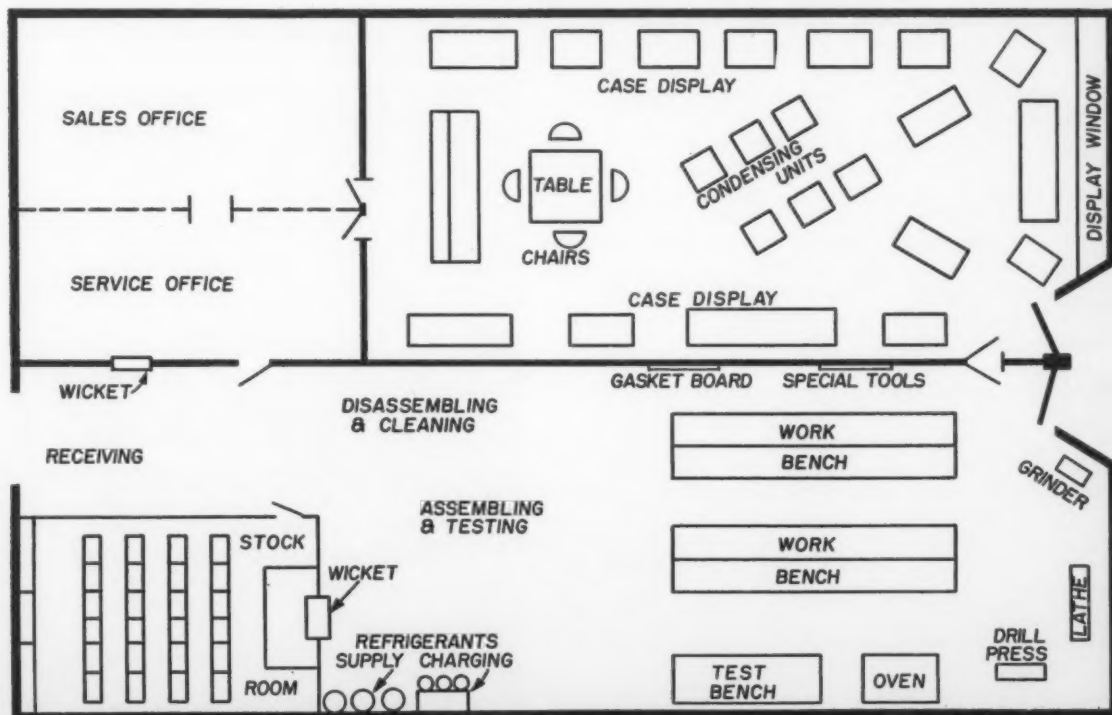 SALES OFFICE
SERVICE OFFICE
WICKET
CASE DISPLAY
CONDENSING
UNITS
TABLE
CHAIRS
CASE DISPLAY
DISPLAY WINDOW
GASKET BOARD
SPECIAL TOOLS
DISASSEMBLING
& CLEANING
RECEIVING
ASSEMBLING
& TESTING
WORK
BENCH
GRINDER
WORK
BENCH
STOCK
ROOM
WICKET
REFRIGERANTS
SUPPLY CHARGING
TEST
BENCH
OVEN
DRILL
PRESS
LATHE